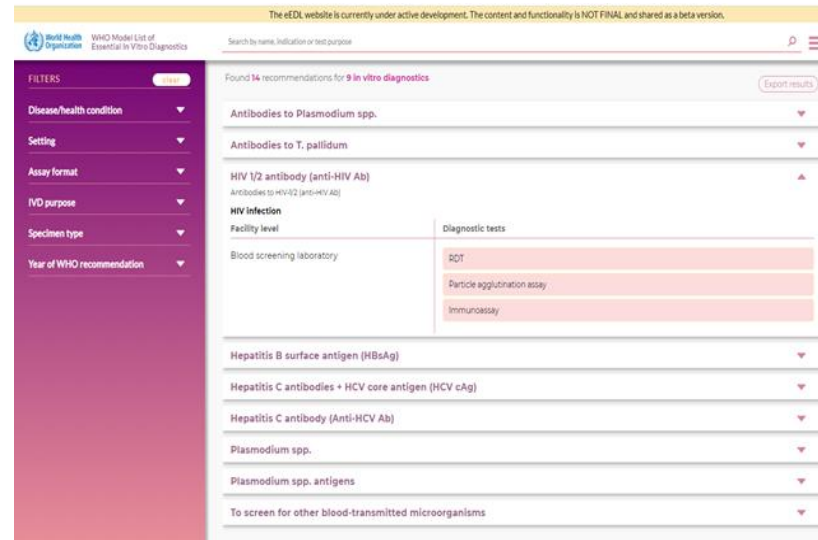 The eEDL website is currently under active development. The content and functionality is NOT FINAL and shared as a beta version.
World Health
Organization
WHO Model List of
Essential In Vitro Diagnostics
Search by name, indication or test purpose
FILTERS
clear
Disease/health condition
Setting
Assay format
IVD purpose
Specimen type
Year of WHO recommendation
Found 14 recommendations for 9 in vitro diagnostics
Export results
Antibodies to Plasmodium spp.
Antibodies to T. pallidum
HIV 1/2 antibody (anti-HIV Ab)
Antibodies to HIV-1/2 (anti-HIV Ab)
HIV infection
Facility level
Diagnostic tests
Blood screening laboratory
RDT
Particle agglutination assay
Immunoassay
Hepatitis B surface antigen (HBsAg)
Hepatitis C antibodies + HCV core antigen (HCV cAg)
Hepatitis C antibody (Anti-HCV Ab)
Plasmodium spp.
Plasmodium spp. antigens
To screen for other blood-transmitted microorganisms